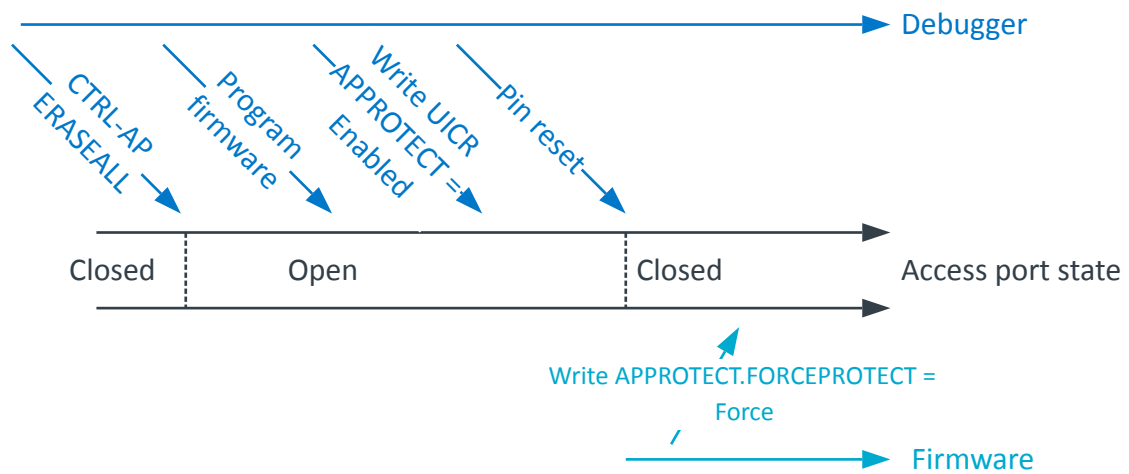 Debugger
CTRL-AP
ERASEALL
Program
firmware
Write UICR
APPROTECT =
Enabled
Pin reset
Closed
Open
Closed
Access port state
Write APPROTECT.FORCEPROTECT =
Force
Firmware